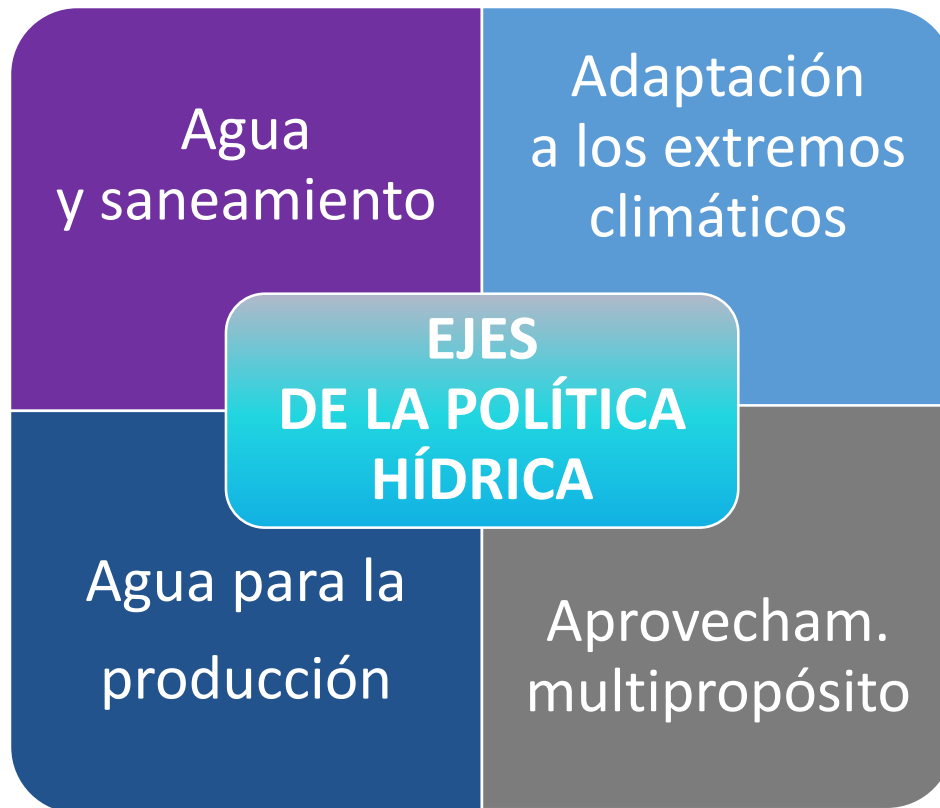 Agua
y saneamiento
Adaptación
a los extremos
climáticos
EJES
DE LA POLÍTICA
HÍDRICA
Agua para la
producción
Aprovecham.
multipropósito